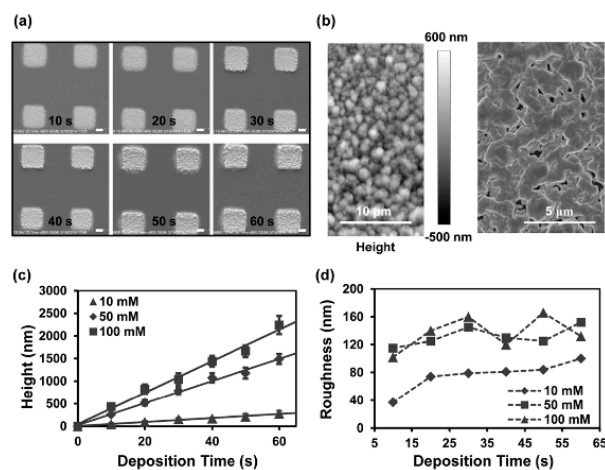 (a)
10 s
20 s
30 s
40 s
50 s
60 s
(b)
600 nm
-500 nm
10 µm
Height
5 µm
(c)
Height (nm)
3000
2500
2000
1500
1000
500
0
10 mM
50 mM
100 mM
0 20 40 60
Deposition Time (s)
(d)
Roughness (nm)
200
160
120
80
40
0
10 mM
50 mM
100 mM
5 15 25 35 45 55 65
Deposition Time (s)